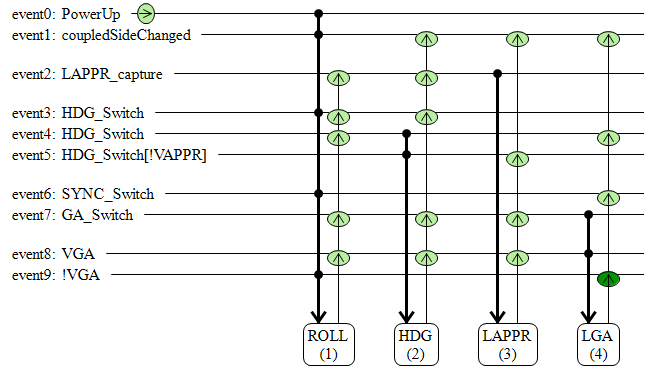 event0: PowerUp
event1: coupledSideChanged
event2: LAPPR_capture
event3: HDG_Switch
event4: HDG_Switch
event5: HDG_Switch[!VAPPR]
event6: SYNC_Switch
event7: GA_Switch
event8: VGA
event9: !VGA
ROLL HDG LAPPR LGA
(1) (2) (3) (4)